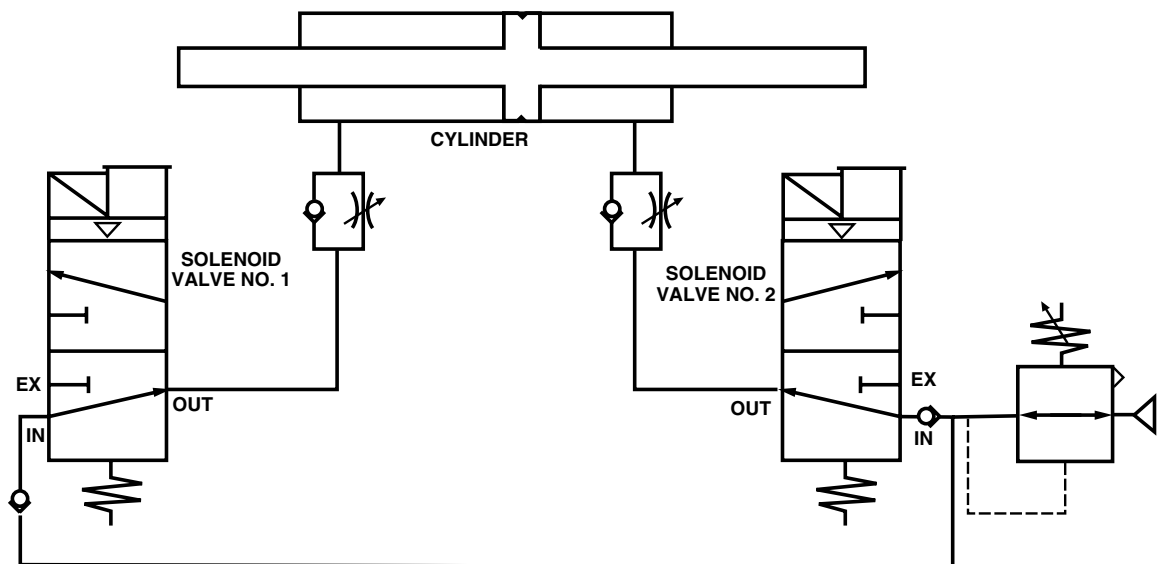 CYLINDER
SOLENOID
VALVE NO. 1
SOLENOID
VALVE NO. 2
EX
OUT
IN
EX
OUT
IN